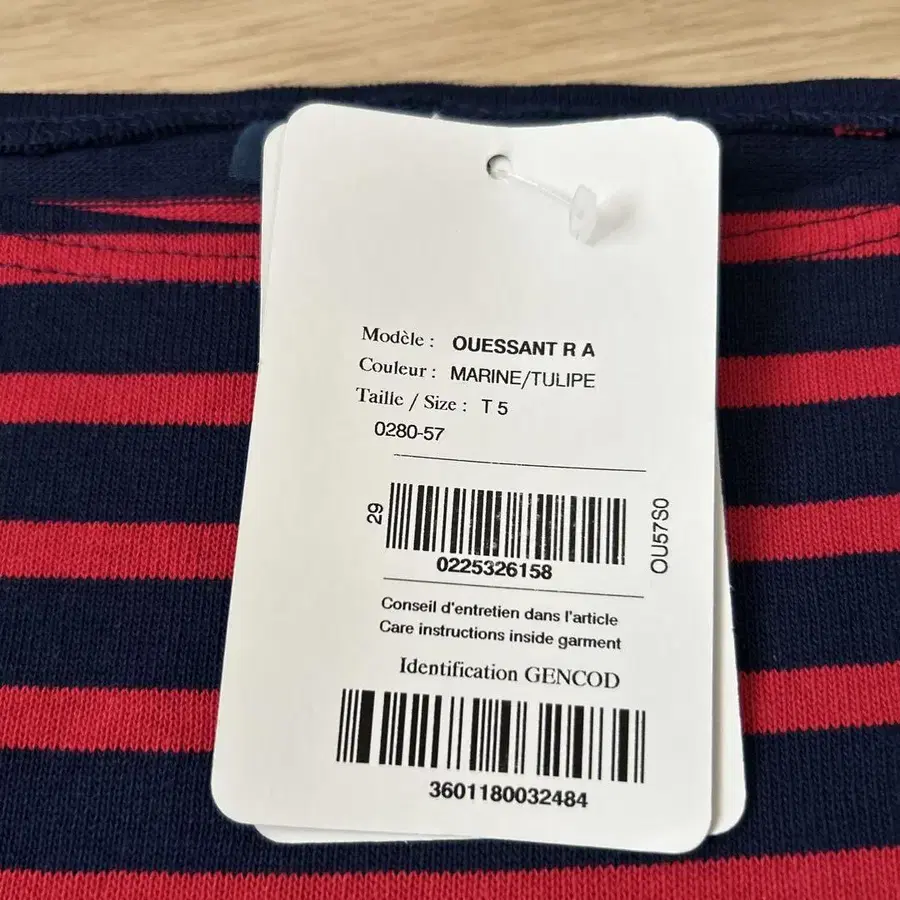 Modèle : OUESSANT R A
Couleur : MARINE/TULIPE
Taille / Size : T 5
0280-57
29
OU57S0
0225326158
Conseil d'entretien dans l'article
Care instructions inside garment
Identification GENCOD
3601180032484